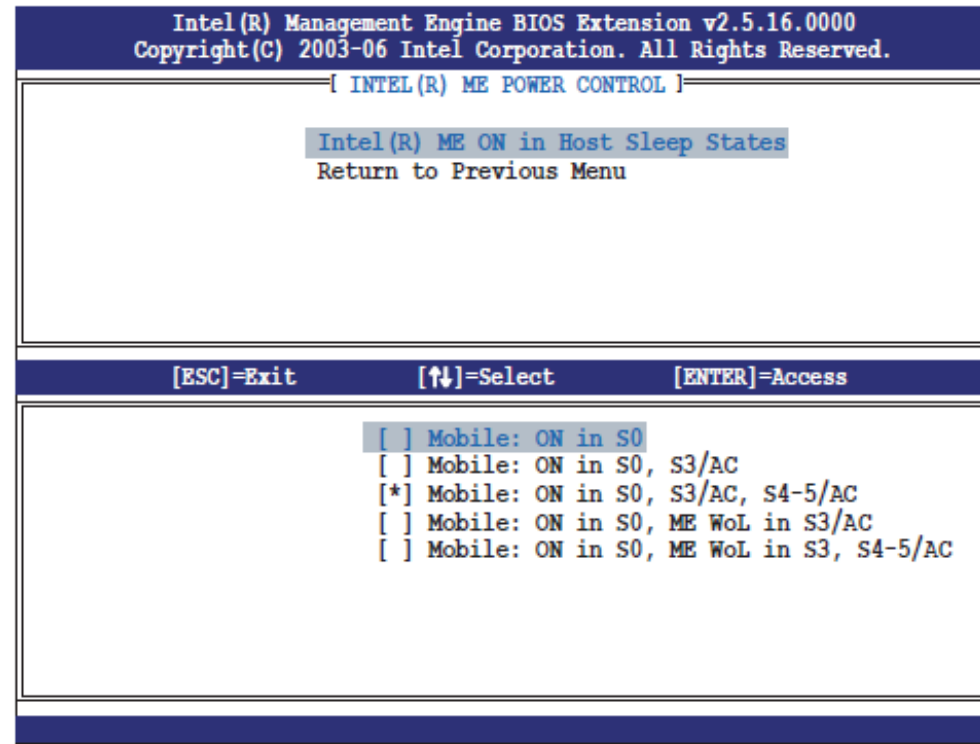 Intel(R) Management Engine BIOS Extension v2.5.16.0000
Copyright(C) 2003-06 Intel Corporation. All Rights Reserved.
[ INTEL(R) ME POWER CONTROL ]
Intel(R) ME ON in Host Sleep States
Return to Previous Menu
[ESC]=Exit [↑↓]=Select [ENTER]=Access
[ ] Mobile: ON in S0
[ ] Mobile: ON in S0, S3/AC
[*] Mobile: ON in S0, S3/AC, S4-5/AC
[ ] Mobile: ON in S0, ME WoL in S3/AC
[ ] Mobile: ON in S0, ME WoL in S3, S4-5/AC